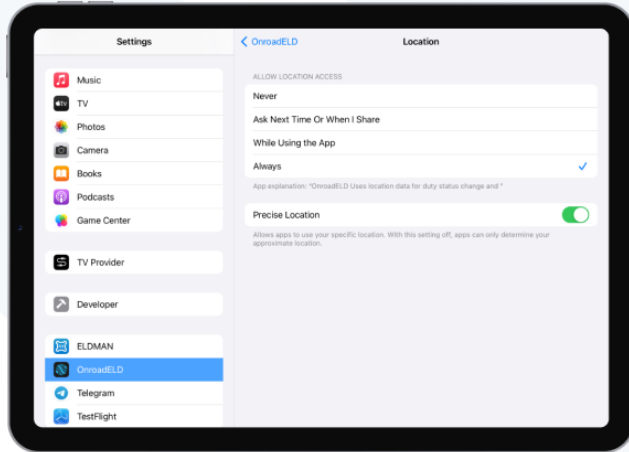 Settings
Music
tv
TV
Photos
Camera
Books
Podcasts
Game Center
TV Provider
Developer
ELDMAN
OnroadELD
Telegram
TestFlight
OnroadELD
Location
ALLOW LOCATION ACCESS
Never
Ask Next Time Or When I Share
While Using the App
Always
App explanation: "OnroadELD Uses location data for duty status change and "
Precise Location
Allows apps to use your specific location. With this setting off, apps can only determine your
approximate location.